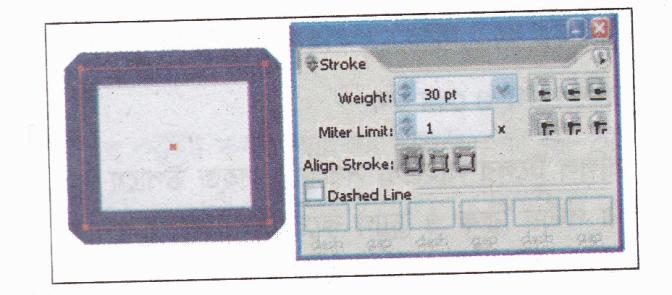 Stroke
Weight: 30 pt
Miter Limit: 1 x
Align Stroke:
Dashed Line
dash gap dash gap dash gap